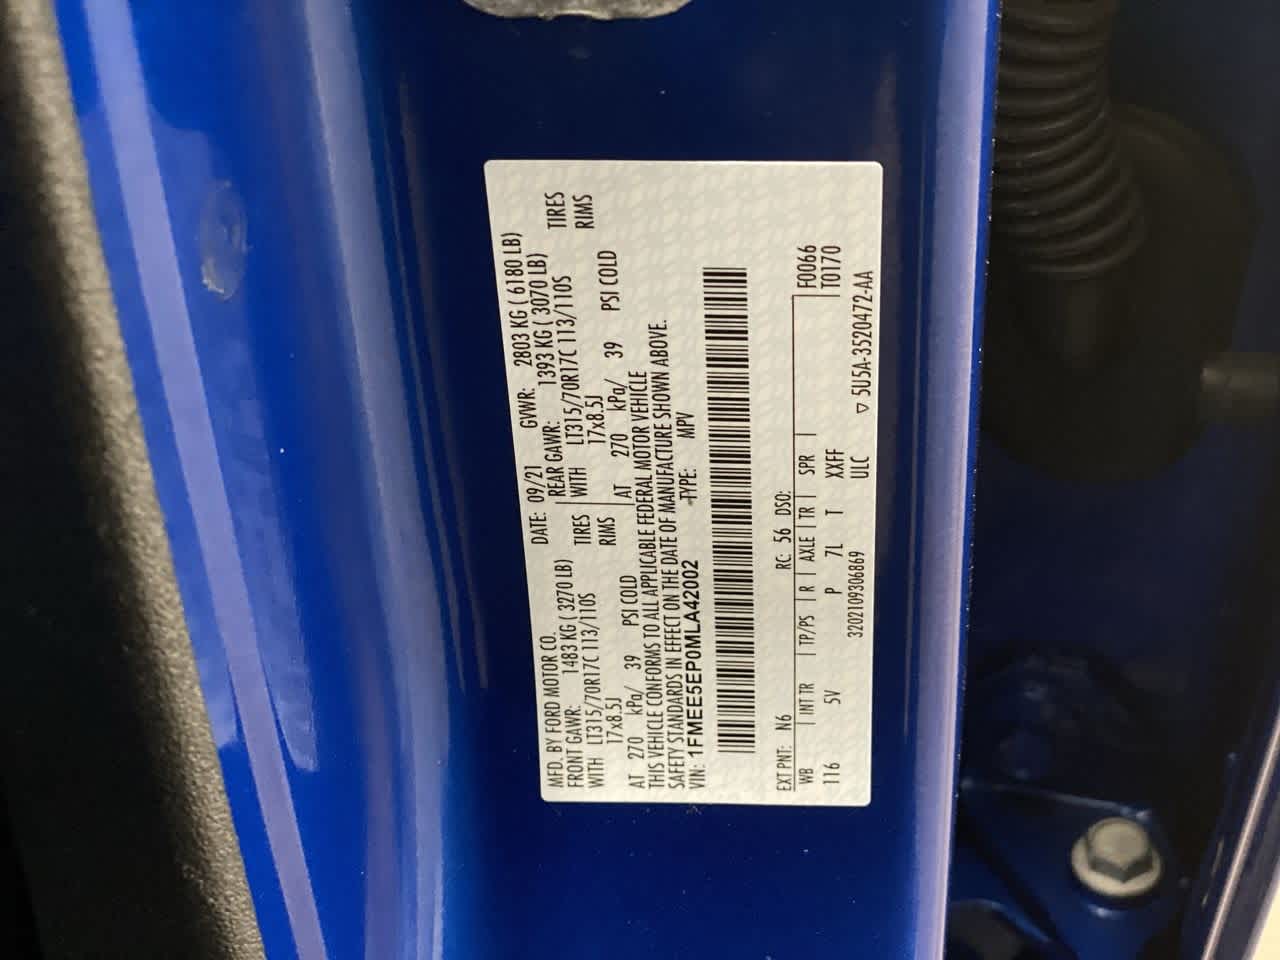 MFD. BY FORD MOTOR CO. DATE: 09/21 GVWR: 2803 KG ( 6180 LB)
FRONT GAWR: 1483 KG ( 3270 LB) REAR GAWR: 1393 KG ( 3070 LB)
WITH LT315/70R17C 113/110S TIRES WITH LT315/70R17C 113/110S TIRES
17x8.5J RIMS 17x8.5J RIMS
AT 270 kPa/ 39 PSI COLD AT 270 kPa/ 39 PSI COLD
THIS VEHICLE CONFORMS TO ALL APPLICABLE FEDERAL MOTOR VEHICLE
SAFETY STANDARDS IN EFFECT ON THE DATE OF MANUFACTURE SHOWN ABOVE.
VIN: 1FMEE5EP0MLA42002 TYPE: MPV
EXT PNT: N6 RC: 56 DSO: F0066
WB INT TR TP/PS R AXLE TR SPR T0170
116 5V P 7L T XXFF
3202109306869 ULC ▽ 5U5A-3520472-AA